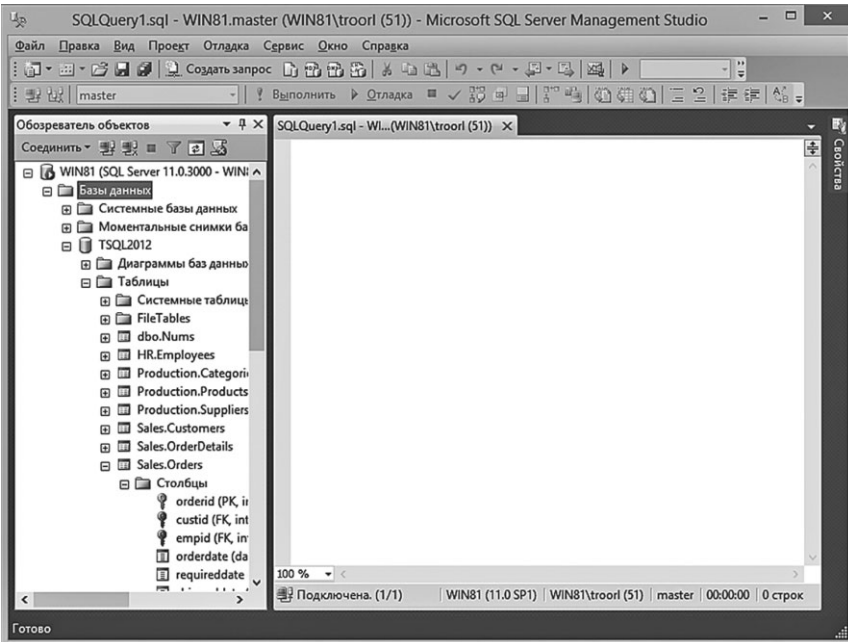 SQLQuery1.sql - WIN81.master (WIN81\troorl (51)) - Microsoft SQL Server Management Studio
Файл Правка Вид Проект Отладка Сервис Окно Справка
Создать запрос
master Выполнить Отладка
Обозреватель объектов
SQLQuery1.sql - WI...(WIN81\troorl (51))
Соединить
Свойства
WIN81 (SQL Server 11.0.3000 - WIN
Базы данных
Системные базы данных
Моментальные снимки ба
TSQL2012
Диаграммы баз данны
Таблицы
Системные таблиц
FileTables
dbo.Nums
HR.Employees
Production.Categori
Production.Products
Production.Suppliers
Sales.Customers
Sales.OrderDetails
Sales.Orders
Столбцы
orderid (PK, in
custid (FK, int
empid (FK, in
orderdate (da
requireddate
100 %
Подключена. (1/1) WIN81 (11.0 SP1) WIN81\troorl (51) master 00:00:00 0 строк
Готово